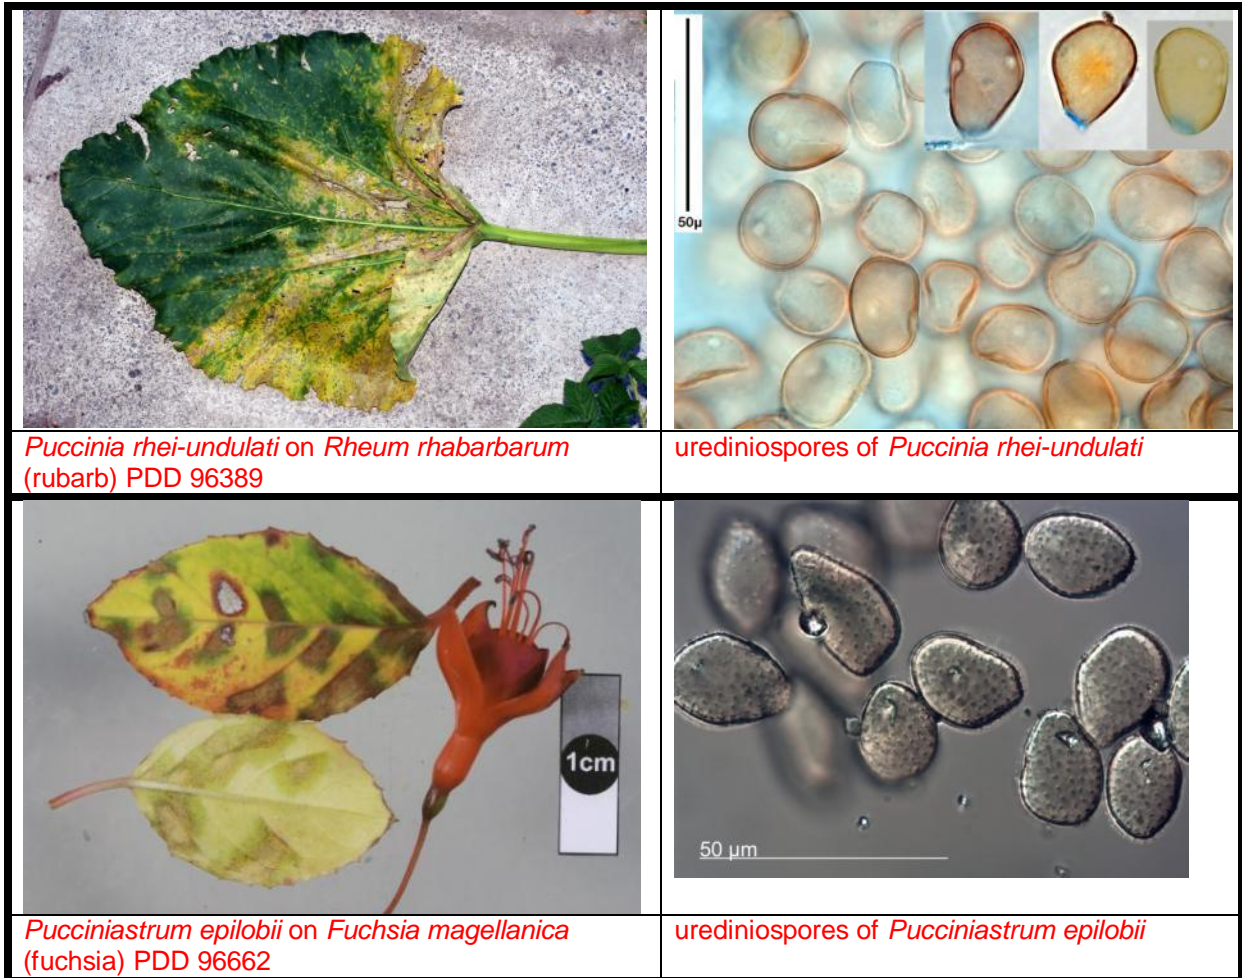 50µ
Puccinia rhei-undulati on Rheum rhabarbarum
(rubarb) PDD 96389
urediniospores of Puccinia rhei-undulati
1cm
50 µm
Pucciniastrum epilobii on Fuchsia magellanica
(fuchsia) PDD 96662
urediniospores of Pucciniastrum epilobii